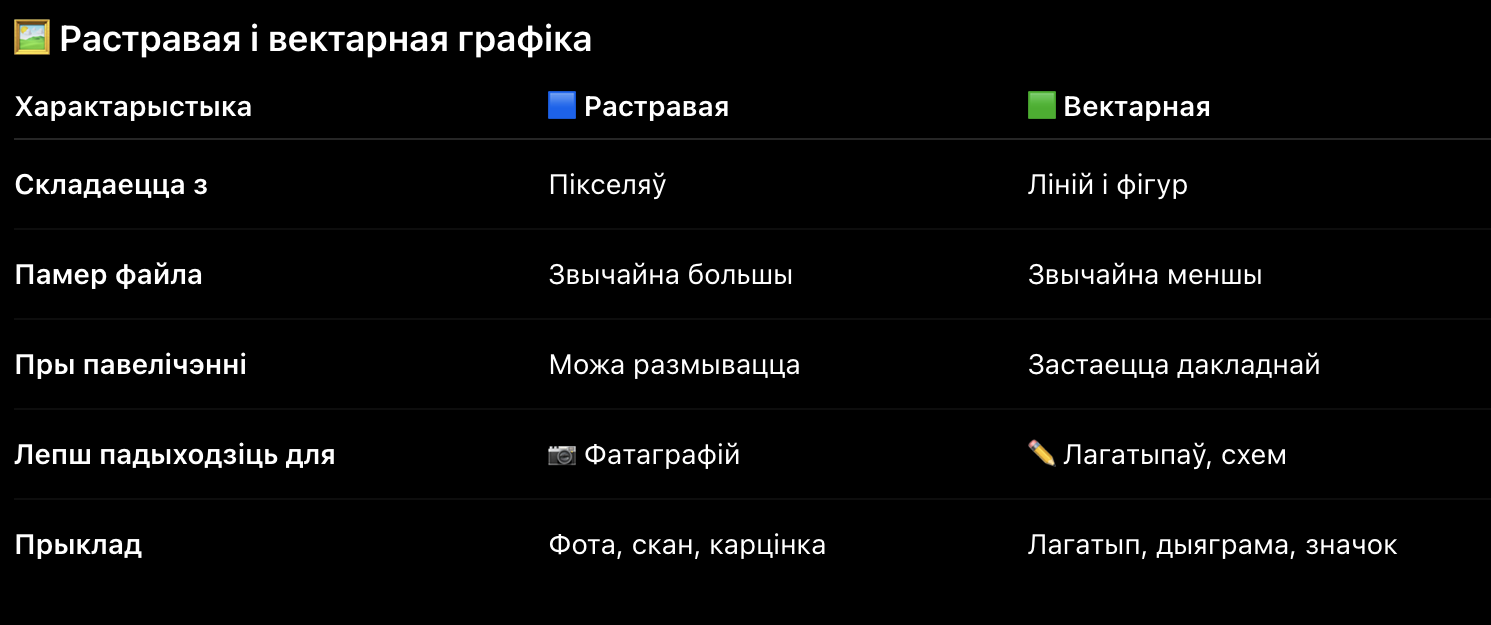 🖼️ Растравая і вектарная графіка
Характарыстыка 🟦 Растравая 🟩 Вектарная
Складаецца з Пікселяў Ліній і фігур
Памер файла Звычайна большы Звычайна меншы
Пры павелічэнні Можа размывацца Застаецца дакладнай
Лепш падыходзіць для 📷 Фатаграфій ✏️ Лагатыпаў, схем
Прыклад Фота, скан, карцінка Лагатып, дыяграма, значок